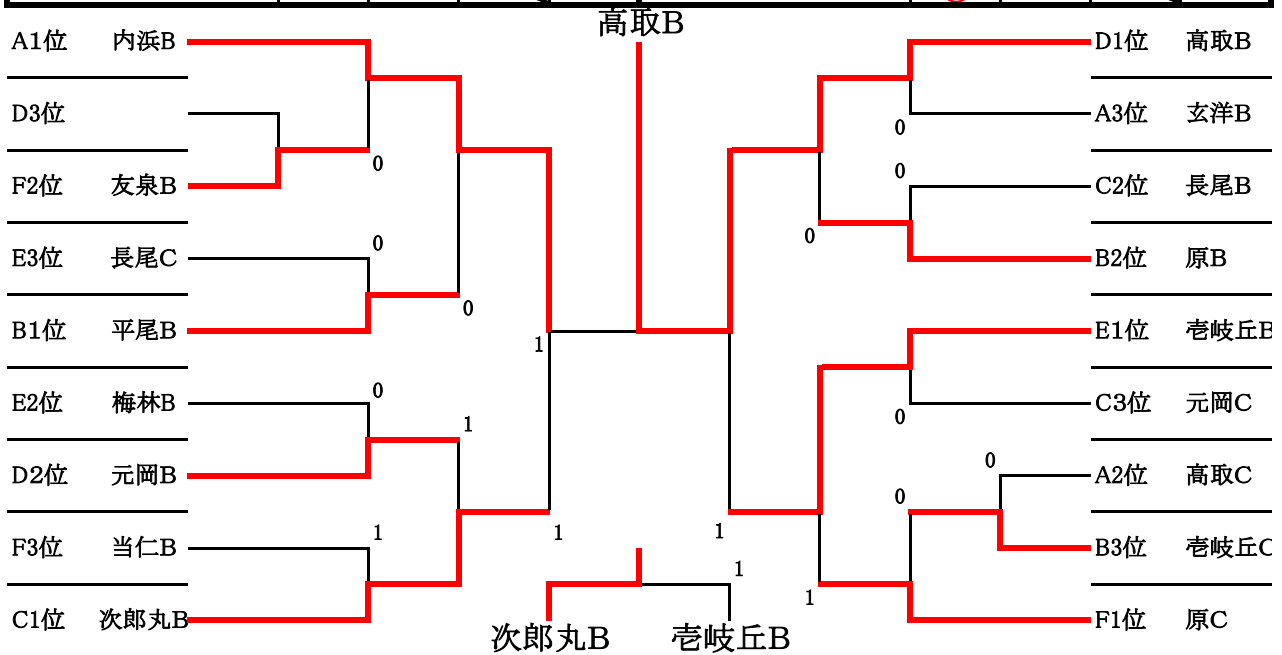 高取B
A1位 内浜B
D3位
0
F2位 友泉B
0
E3位 長尾C
0
B1位 平尾B
1
0
E2位 梅林B
1
D2位 元岡B
1
F3位 当仁B
1
C1位 次郎丸B
D1位 高取B
0
A3位 玄洋B
0
C2位 長尾B
0
B2位 原B
E1位 壱岐丘B
0
C3位 元岡C
0
A2位 高取C
0
1
B3位 壱岐丘C
1
1
F1位 原C
次郎丸B 壱岐丘B